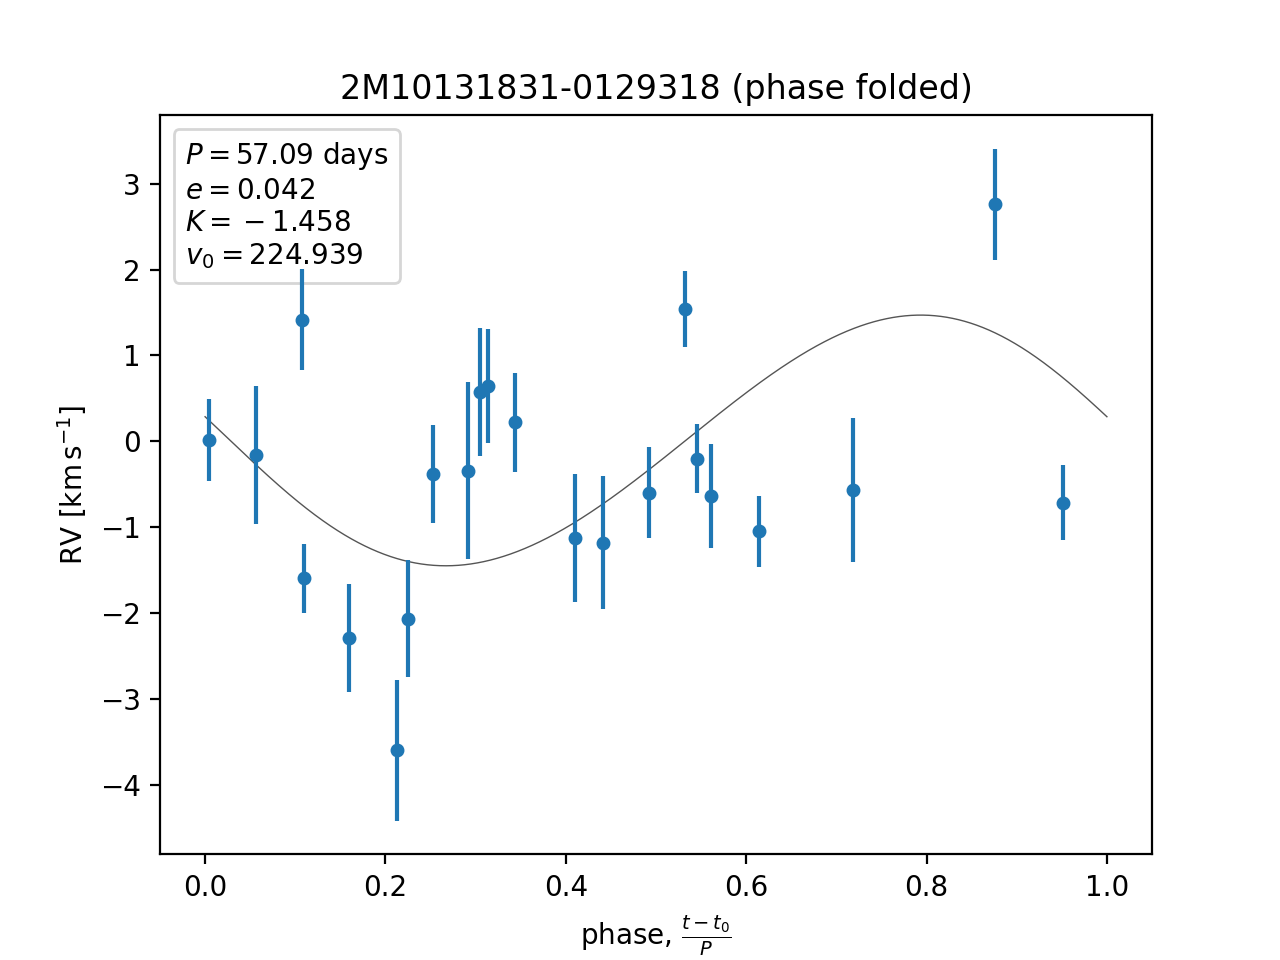 2M10131831-0129318 (phase folded)
P = 57.09 days
e = 0.042
K = −1.458
v₀ = 224.939
3
2
1
0
−1
−2
−3
−4
RV [km s⁻¹]
0.0 0.2 0.4 0.6 0.8 1.0
phase, (t − t₀)/P